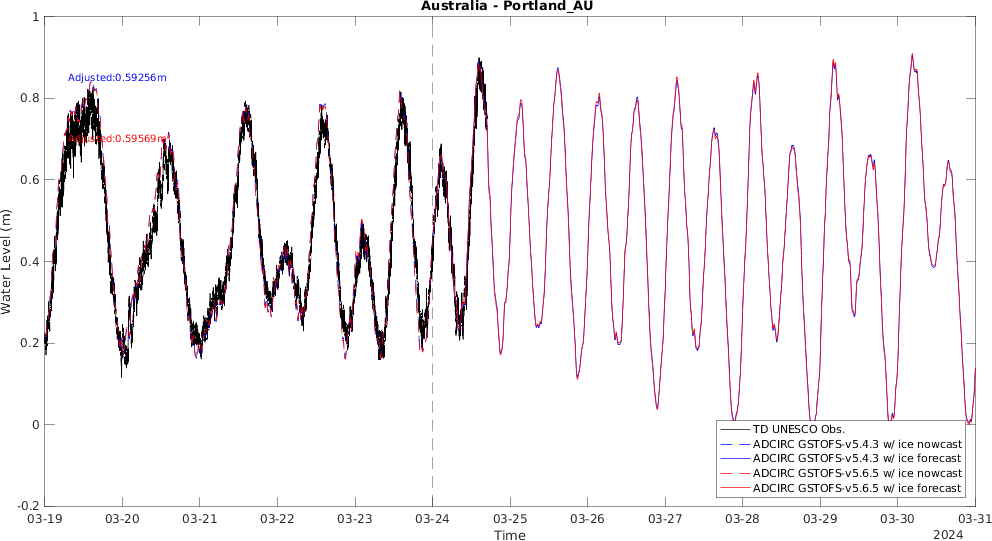 Australia - Portland_AU
Adjusted:0.59256m
Adjusted:0.59569m
Water Level (m)
1
0.8
0.6
0.4
0.2
0
-0.2
TD UNESCO Obs.
ADCIRC GSTOFS-v5.4.3 w/ ice nowcast
ADCIRC GSTOFS-v5.4.3 w/ ice forecast
ADCIRC GSTOFS-v5.6.5 w/ ice nowcast
ADCIRC GSTOFS-v5.6.5 w/ ice forecast
03-19 03-20 03-21 03-22 03-23 03-24 03-25 03-26 03-27 03-28 03-29 03-30 03-31
Time
2024